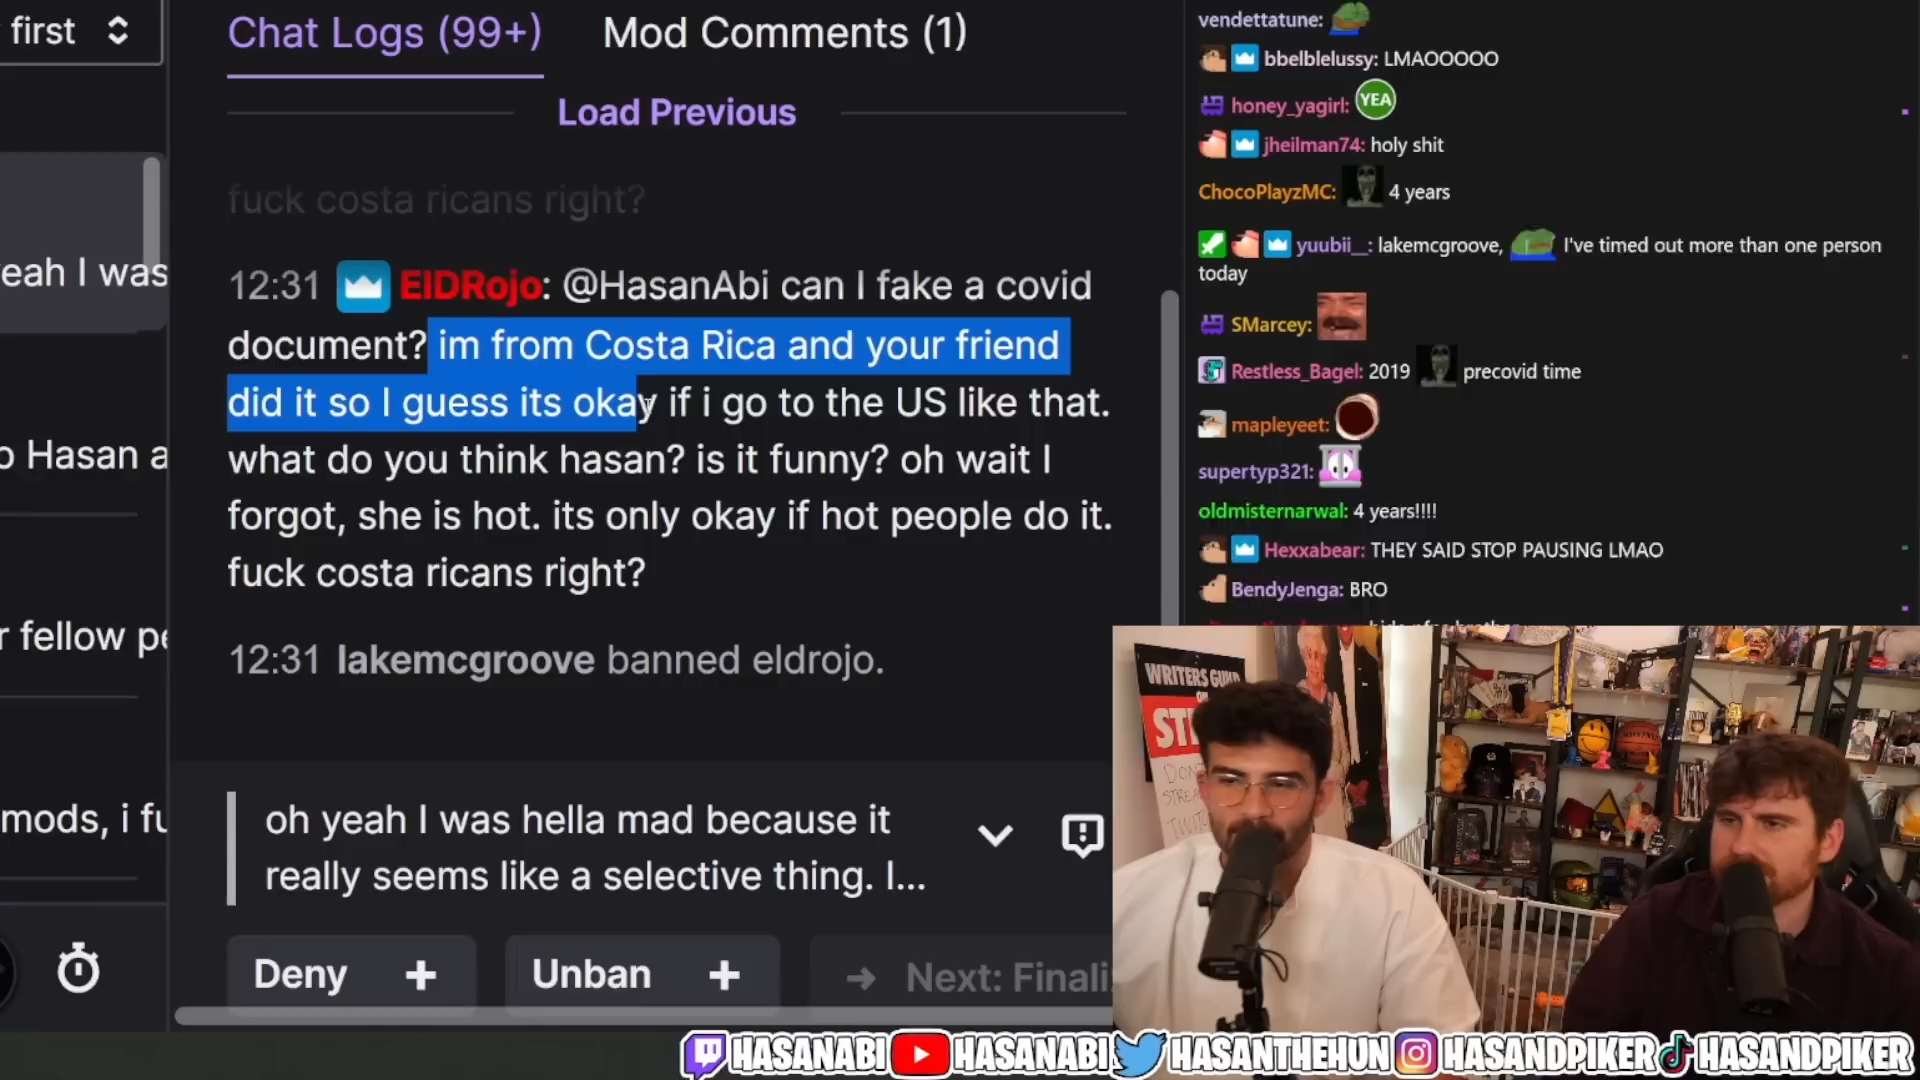 first
Chat Logs (99+)
Mod Comments (1)
Load Previous
fuck costa ricans right?
12:31 ElDRojo: @HasanAbi can I fake a covid
document? im from Costa Rica and your friend
did it so I guess its okay if i go to the US like that.
what do you think hasan? is it funny? oh wait I
forgot, she is hot. its only okay if hot people do it.
fuck costa ricans right?
12:31 lakemcgroove banned eldrojo.
eah I was
o Hasan a
r fellow pe
mods, i fu
oh yeah I was hella mad because it
really seems like a selective thing. I...
Deny +
Unban +
→ Next: Finali
vendettatune:
bbelblelussy: LMAOOOOO
honey_yagirl: YEA
jheilman74: holy shit
ChocoPlayzMC: 4 years
yuubii__: lakemcgroove, I've timed out more than one person
today
SMarcey:
Restless_Bagel: 2019 precovid time
mapleyeet:
supertyp321:
oldmisternarwal: 4 years!!!!
Hexxabear: THEY SAID STOP PAUSING LMAO
BendyJenga: BRO
WRITERS GUIL
ON
STRI
HASANABI HASANABI HASANTHEHUN HASANDPIKER HASANDPIKER